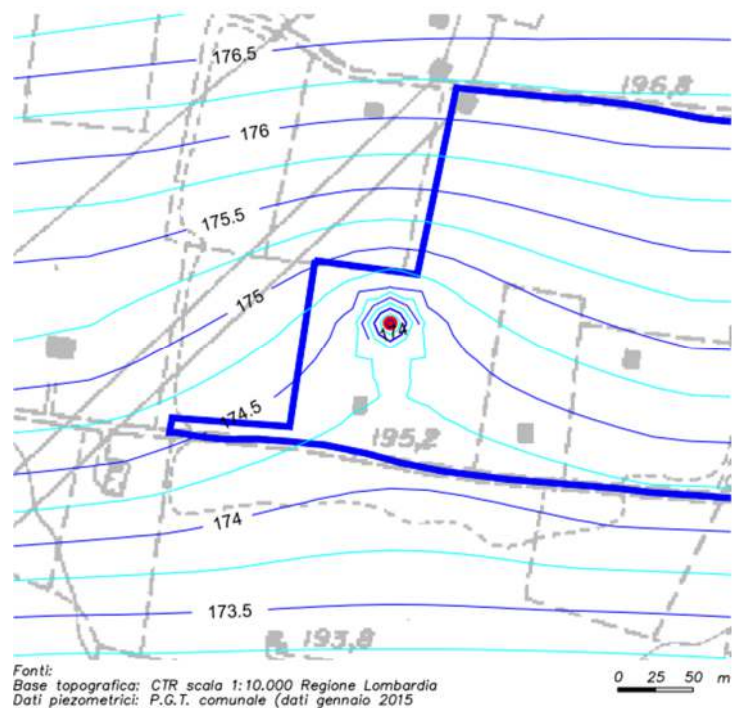 176.5
196,8
176
175.5
175
174
174.5
195,2
174
173.5
193,8
Fonti:
Base topografica: CTR scala 1:10.000 Regione Lombardia
Dati piezometrici: P.G.T. comunale (dati gennaio 2015
0 25 50 m